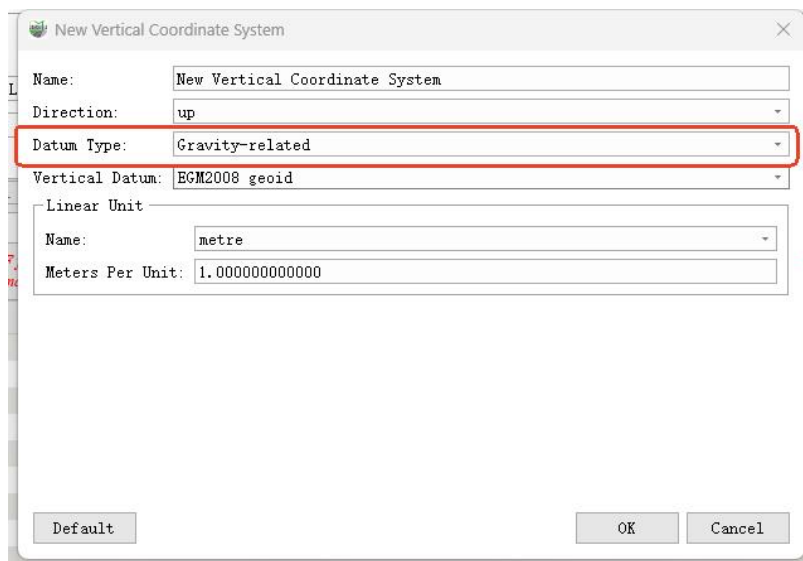 New Vertical Coordinate System
Name: New Vertical Coordinate System
Direction: up
Datum Type: Gravity-related
Vertical Datum: EGM2008 geoid
Linear Unit
Name: metre
Meters Per Unit: 1.000000000000
Default OK Cancel